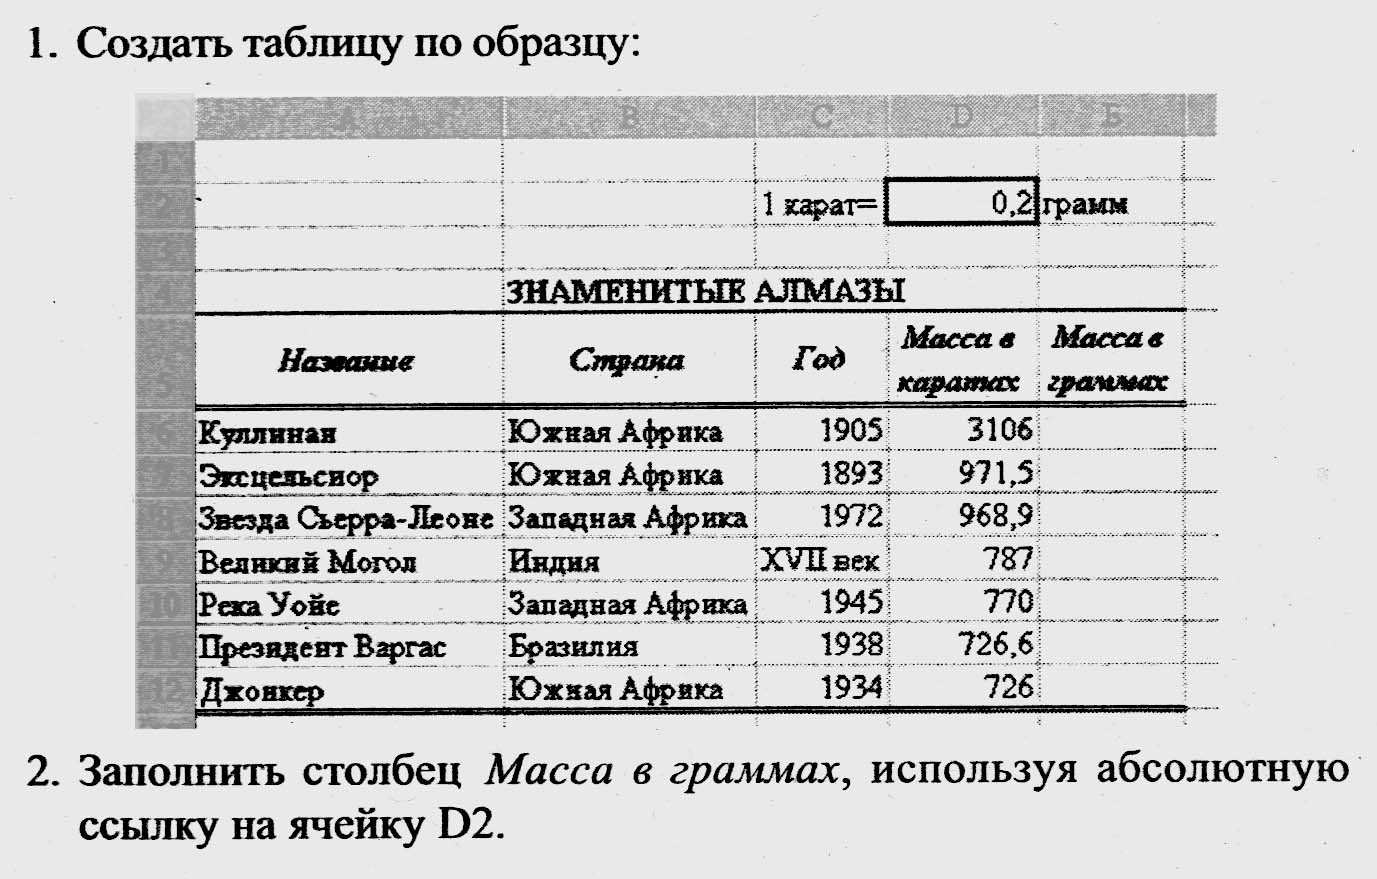 1. Создать таблицу по образцу:
A B C D E
1
2 1 карат= 0,2 грамм
3
4 ЗНАМЕНИТЫЕ АЛМАЗЫ
5 Название Страна Год Масса в каратах Масса в граммах
6 Куллинан Южная Африка 1905 3106
7 Эксцельсиор Южная Африка 1893 971,5
8 Звезда Сьерра-Леоне Западная Африка 1972 968,9
9 Великий Могол Индия XVII век 787
10 Река Уойе Западная Африка 1945 770
11 Президент Варгас Бразилия 1938 726,6
12 Джонкер Южная Африка 1934 726
2. Заполнить столбец Масса в граммах, используя абсолютную
ссылку на ячейку D2.